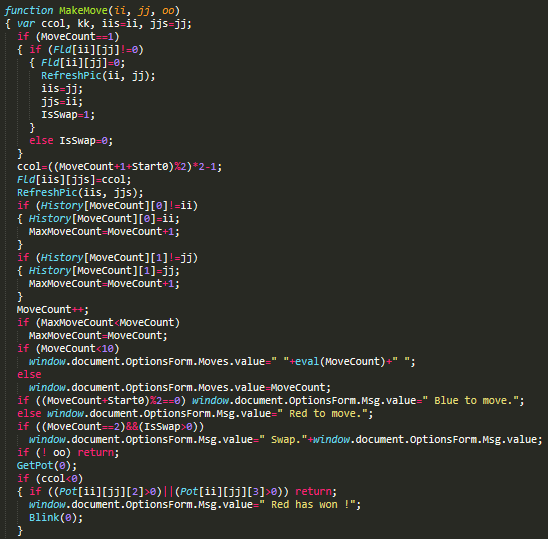 function MakeMove(ii, jj, oo)
{ var ccol, kk, iis=ii, jjs=jj;
  if (MoveCount==1)
  { if (Fld[ii][jj]!=0)
    { Fld[ii][jj]=0;
      RefreshPic(ii, jj);
      iis=jj;
      jjs=ii;
      IsSwap=1;
    }
    else IsSwap=0;
  }
  ccol=((MoveCount+1+Start0)%2)*2-1;
  Fld[iis][jjs]=ccol;
  RefreshPic(iis, jjs);
  if (History[MoveCount][0]!=ii)
  { History[MoveCount][0]=ii;
    MaxMoveCount=MoveCount+1;
  }
  if (History[MoveCount][1]!=jj)
  { History[MoveCount][1]=jj;
    MaxMoveCount=MoveCount+1;
  }
  MoveCount++;
  if (MaxMoveCount<MoveCount)
    MaxMoveCount=MoveCount;
  if (MoveCount<10)
    window.document.OptionsForm.Moves.value=" "+eval(MoveCount)+" ";
  else
    window.document.OptionsForm.Moves.value=MoveCount;
  if ((MoveCount+Start0)%2==0) window.document.OptionsForm.Msg.value=" Blue to move.";
  else window.document.OptionsForm.Msg.value=" Red to move.";
  if ((MoveCount==2)&&(IsSwap>0))
    window.document.OptionsForm.Msg.value=" Swap."+window.document.OptionsForm.Msg.value;
  if (! oo) return;
  GetPot(0);
  if (ccol<0)
  { if ((Pot[ii][jj][2]>0)||(Pot[ii][jj][3]>0)) return;
    window.document.OptionsForm.Msg.value=" Red has won !";
    Blink(0);
  }